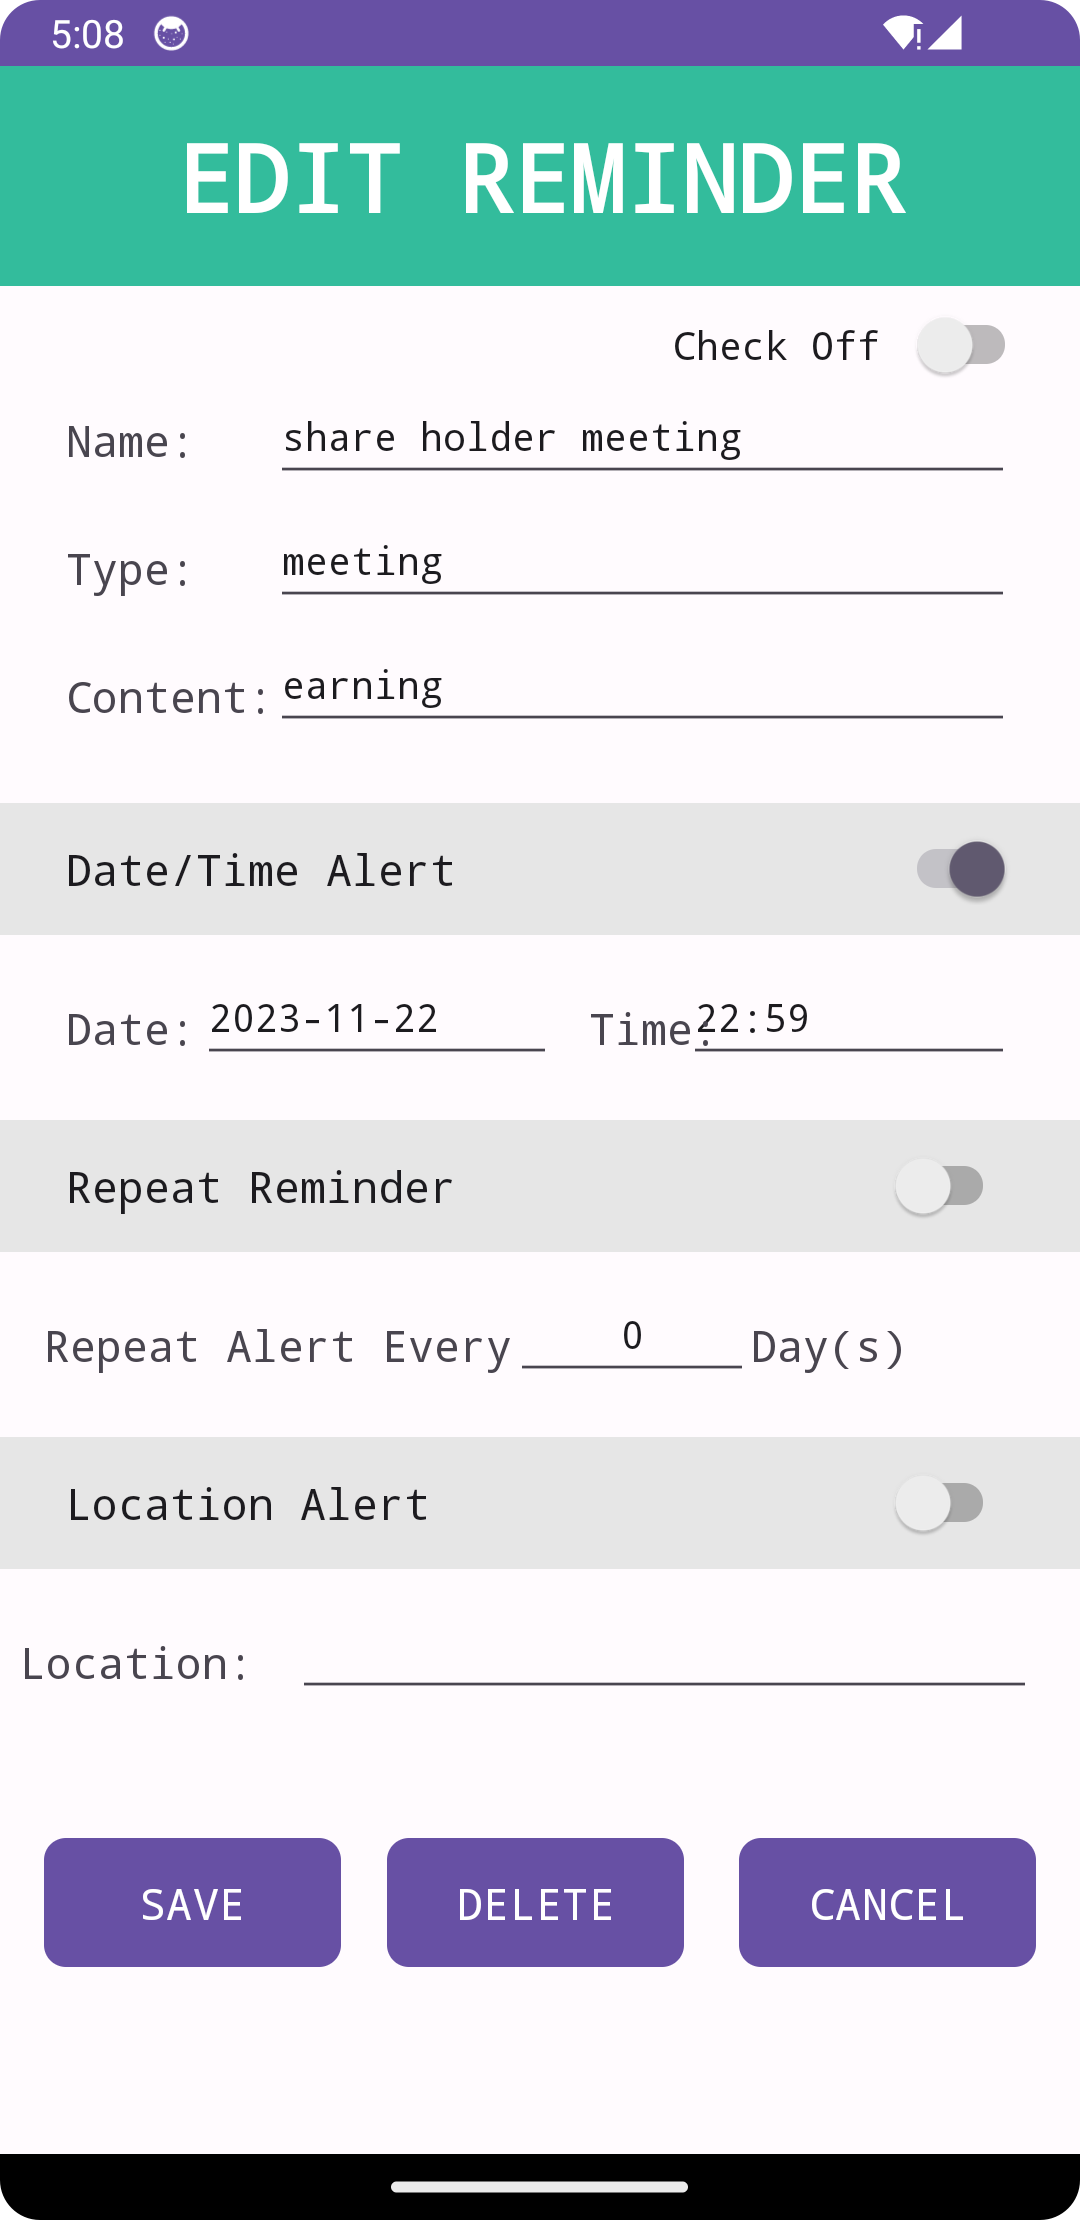 5:08
EDIT REMINDER
Check Off
Name: share holder meeting
Type: meeting
Content: earning
Date/Time Alert
Date: 2023-11-22 Time: 22:59
Repeat Reminder
Repeat Alert Every 0 Day(s)
Location Alert
Location:
SAVE DELETE CANCEL